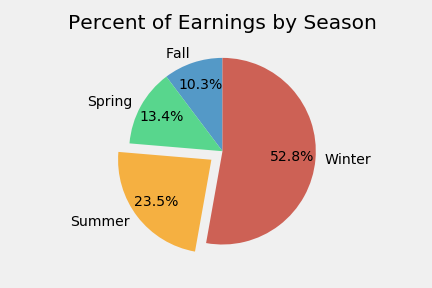 Percent of Earnings by Season
Fall
10.3%
Spring
13.4%
52.8%
Winter
23.5%
Summer